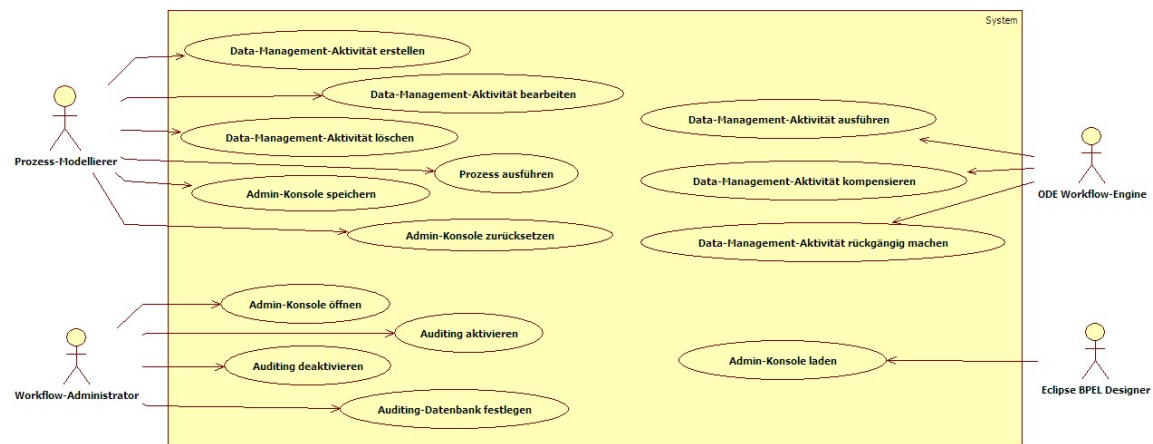 System
Data-Management-Aktivität erstellen
Data-Management-Aktivität bearbeiten
Data-Management-Aktivität ausführen
Data-Management-Aktivität löschen
Prozess-Modellierer
Prozess ausführen
Data-Management-Aktivität kompensieren
Admin-Konsole speichern
ODE Workflow-Engine
Admin-Konsole zurücksetzen
Data-Management-Aktivität rückgängig machen
Admin-Konsole öffnen
Auditing aktivieren
Auditing deaktivieren
Admin-Konsole laden
Workflow-Administrator
Eclipse BPEL Designer
Auditing-Datenbank festlegen